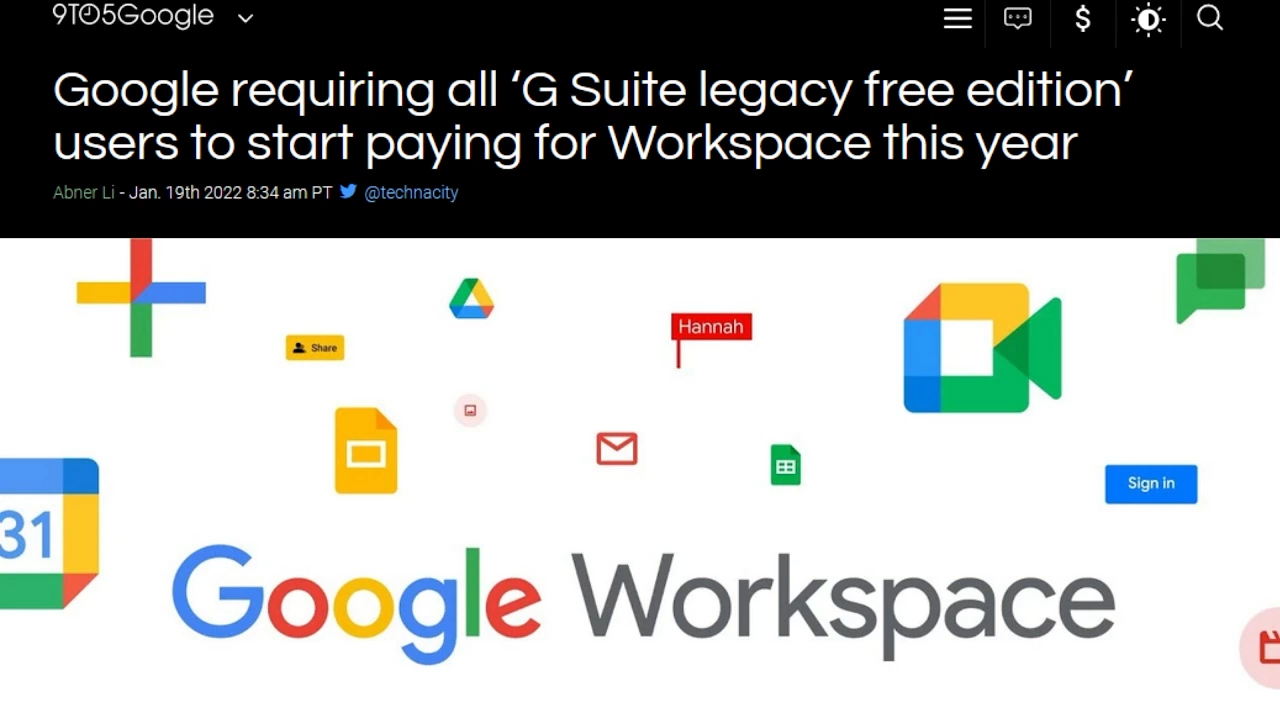 9TO5Google
Google requiring all ‘G Suite legacy free edition’
users to start paying for Workspace this year
Abner Li - Jan. 19th 2022 8:34 am PT @technacity
Hannah
Share
Sign in
31
Google Workspace